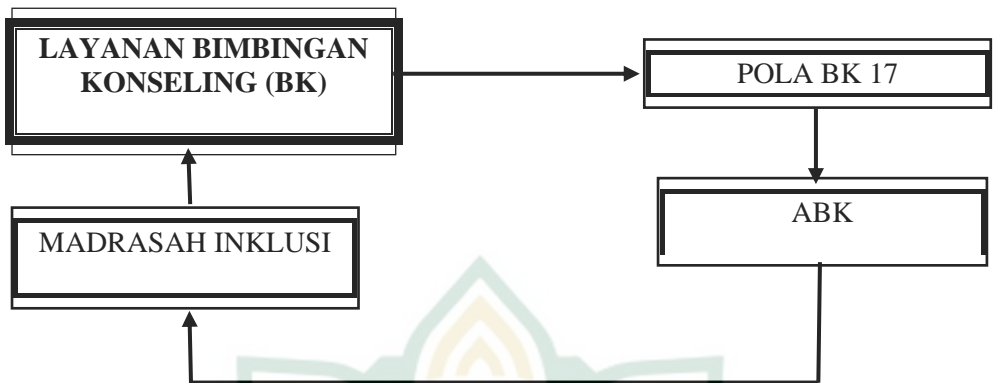 LAYANAN BIMBINGAN
KONSELING (BK)
POLA BK 17
ABK
MADRASAH INKLUSI